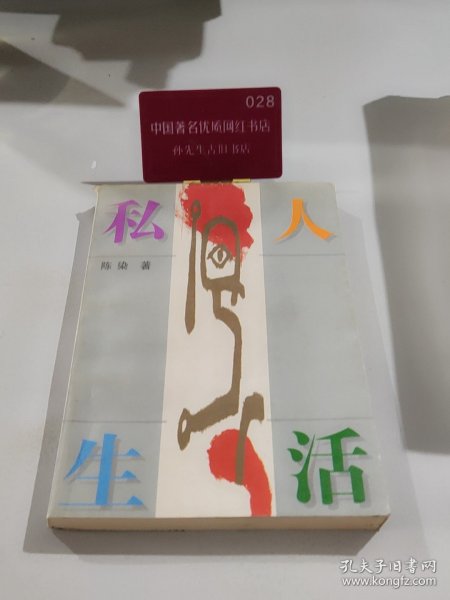 028
中国著名优质网红书店
孙先生古旧书店
私人
陈染 著
生活
孔夫子旧书网
www.kongfz.com